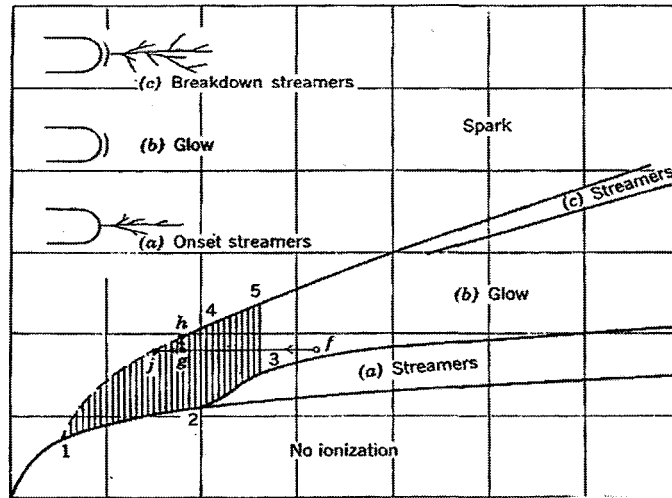 (c) Breakdown streamers
(b) Glow
Spark
(c) Streamers
(a) Onset streamers
h
4
5
(b) Glow
j
g
3
f
(a) Streamers
1
2
No ionization